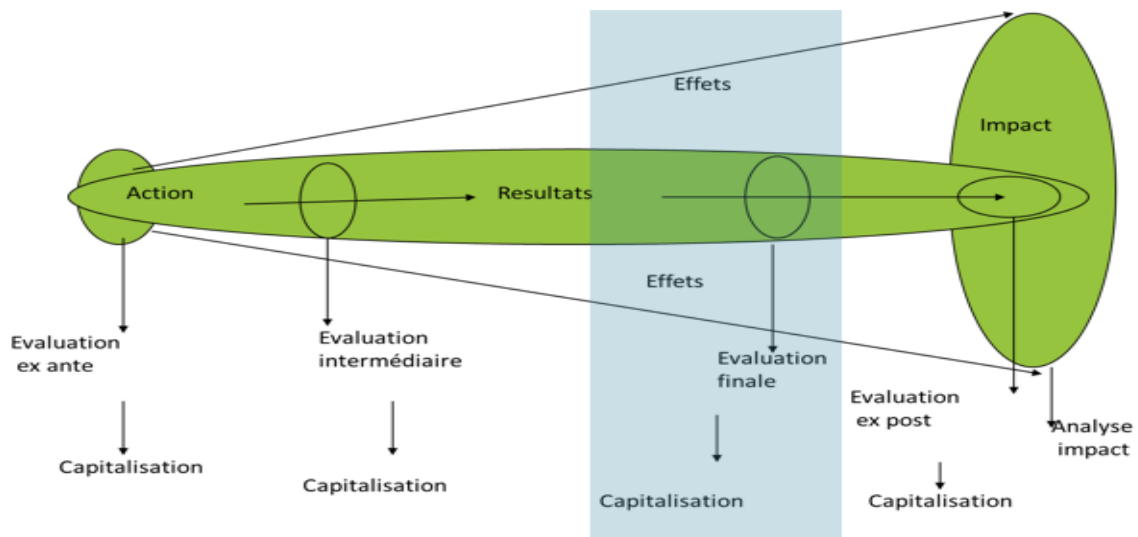 Effets
Impact
Action
Resultats
Effets
Evaluation
ex ante
Evaluation
intermédiaire
Evaluation
finale
Evaluation
ex post
Analyse
impact
Capitalisation
Capitalisation
Capitalisation
Capitalisation